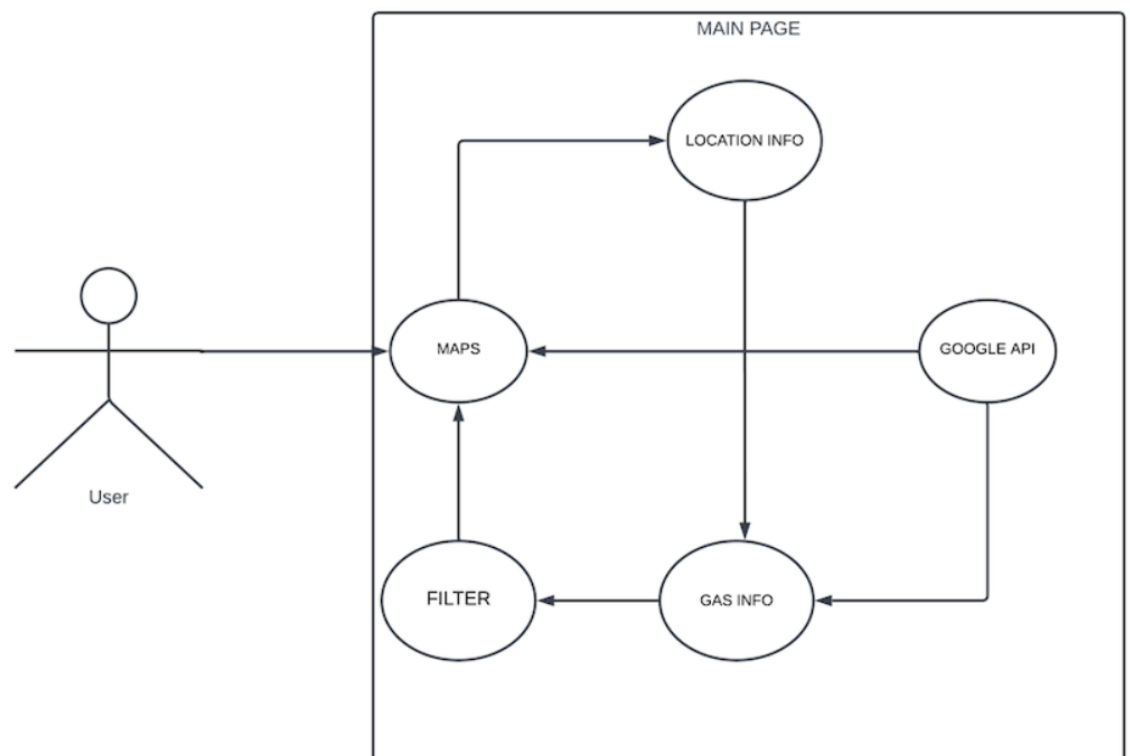 MAIN PAGE
LOCATION INFO
MAPS
GOOGLE API
User
FILTER
GAS INFO